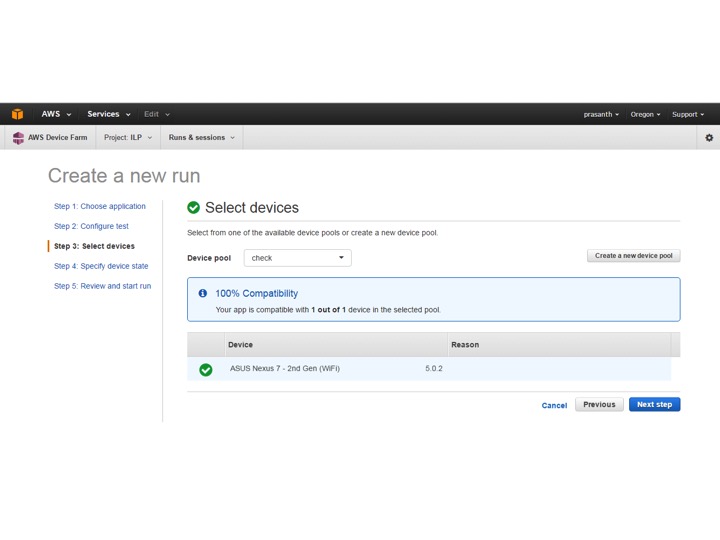 AWS Services Edit prasanth Oregon Support
AWS Device Farm Project: ILP Runs & sessions
Create a new run
Step 1: Choose application
Step 2: Configure test
Step 3: Select devices
Step 4: Specify device state
Step 5: Review and start run
Select devices
Select from one of the available device pools or create a new device pool.
Device pool check Create a new device pool
100% Compatibility
Your app is compatible with 1 out of 1 device in the selected pool.
Device Reason
ASUS Nexus 7 - 2nd Gen (WiFi) 5.0.2
Cancel Previous Next step